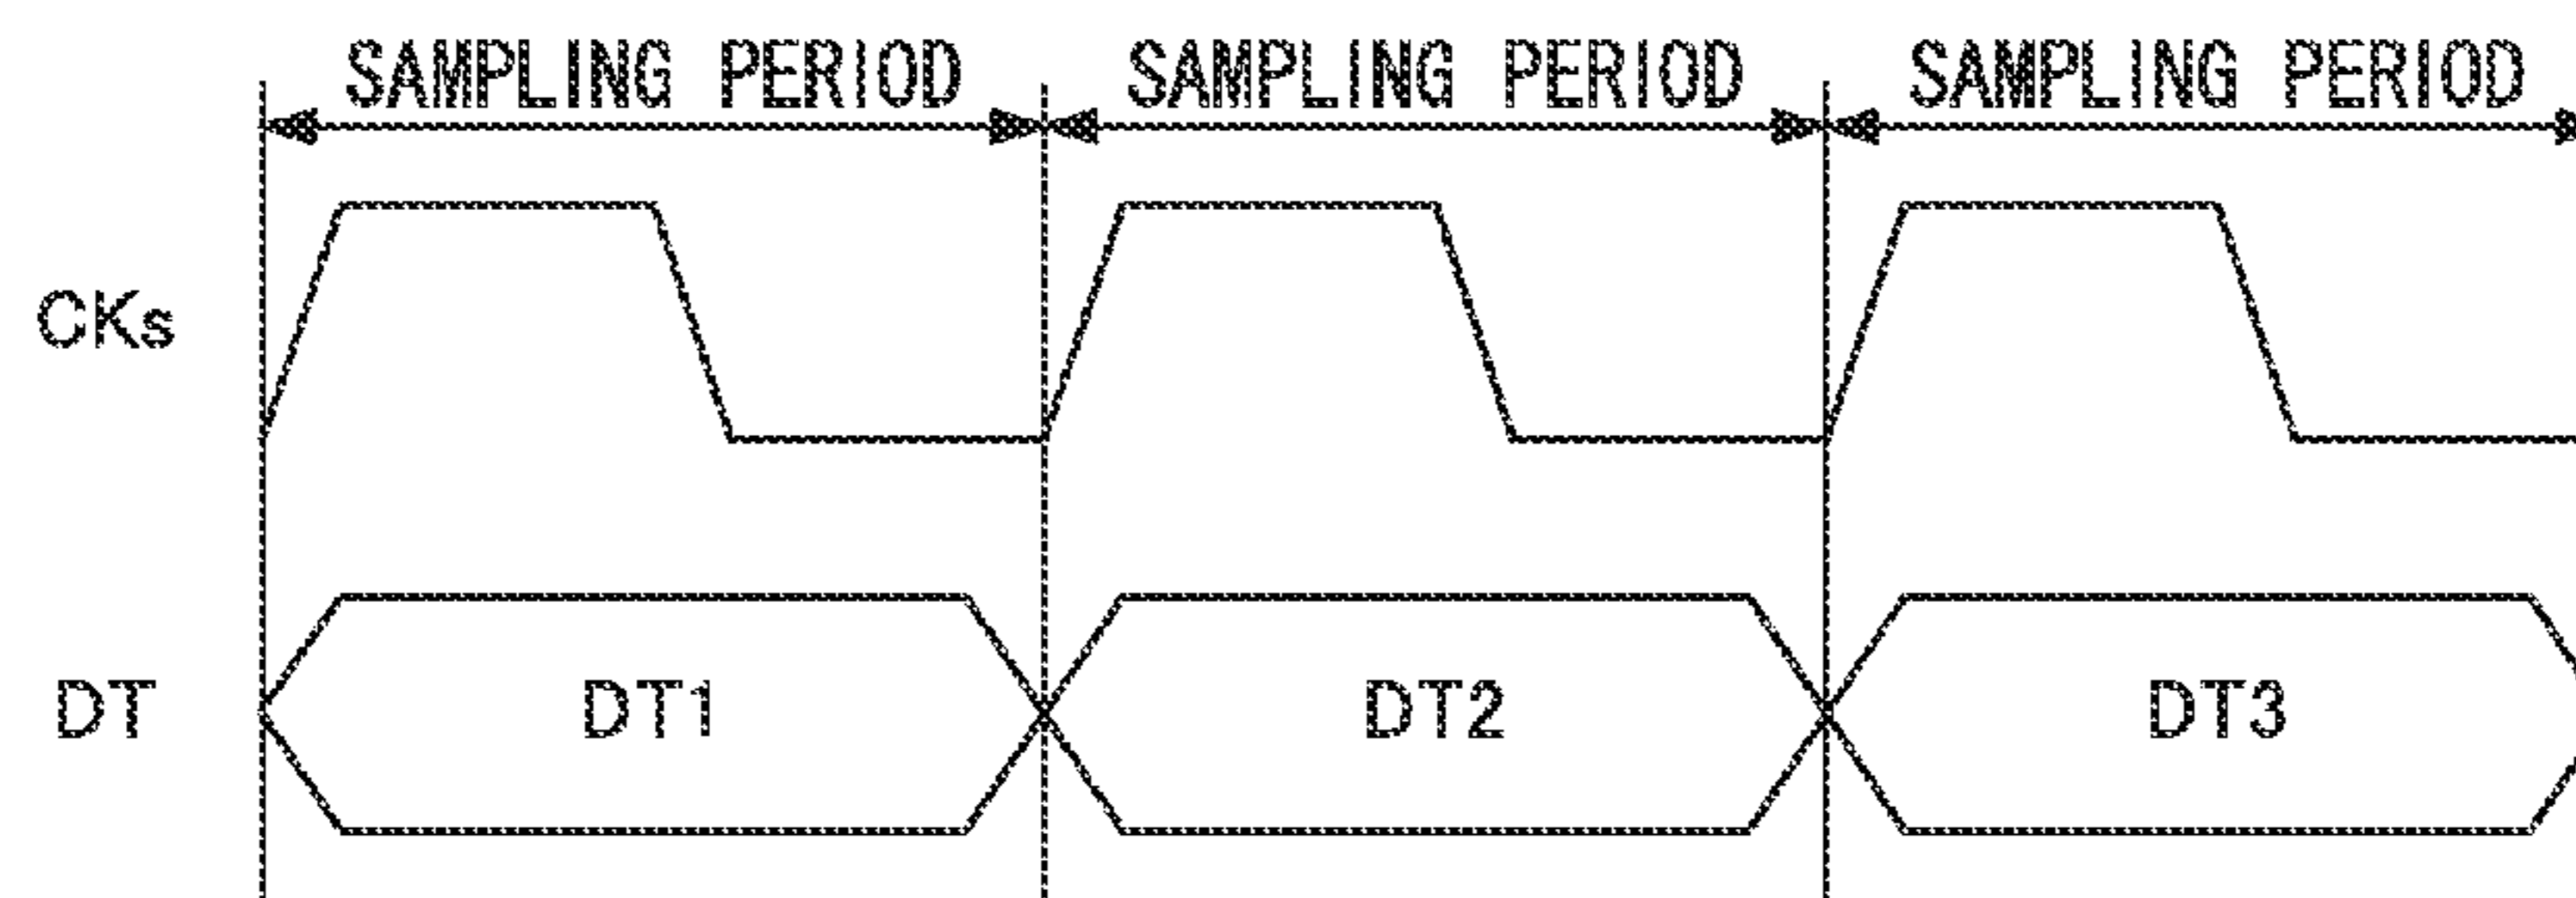 SAMPLING PERIOD SAMPLING PERIOD SAMPLING PERIOD
CKs
DT DT1 DT2 DT3